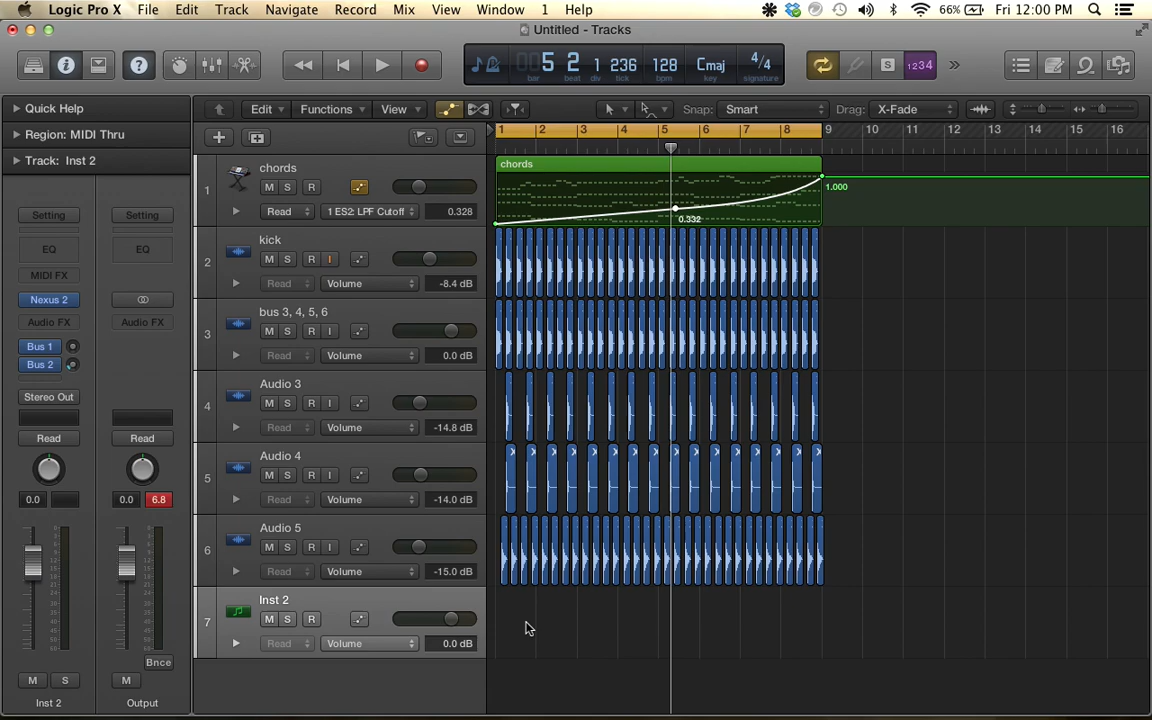 Logic Pro X File Edit Track Navigate Record Mix View Window 1 Help 66% Fri 12:00 PM
Untitled - Tracks
5 2 1 236 128 Cmaj 4/4
bar beat div tick bpm key signature
S 1234
Quick Help
Region: MIDI Thru
Track: Inst 2
Edit Functions View Snap: Smart Drag: X-Fade
1 2 3 4 5 6 7 8 9 10 11 12 13 14 15 16
Setting Setting
EQ EQ
MIDI FX
Nexus 2
Audio FX Audio FX
Bus 1
Bus 2
Stereo Out
Read Read
0.0 0.0 6.8
Bnce
M S M
Inst 2 Output
1 chords
M S R
Read 1 ES2: LPF Cutoff 0.328
chords
0.332
1.000
2 kick
M S R I
Read Volume -8.4 dB
3 bus 3, 4, 5, 6
M S R I
Read Volume 0.0 dB
4 Audio 3
M S R I
Read Volume -14.8 dB
5 Audio 4
M S R I
Read Volume -14.0 dB
6 Audio 5
M S R I
Read Volume -15.0 dB
7 Inst 2
M S R
Read Volume 0.0 dB